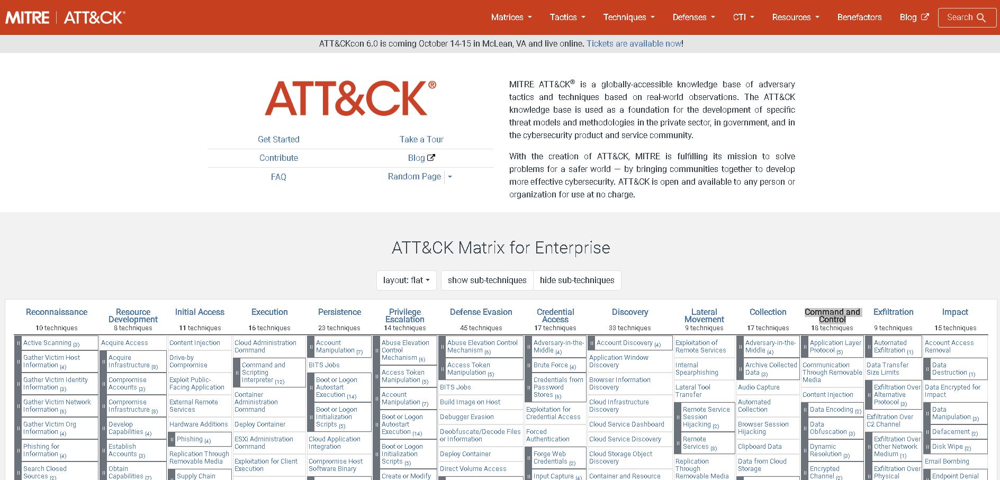 MITRE | ATT&CK®
Matrices
Tactics
Techniques
Defenses
CTI
Resources
Benefactors
Blog
Search
ATT&CKcon 6.0 is coming October 14-15 in McLean, VA and live online. Tickets are available now!
ATT&CK®
Get Started
Take a Tour
Contribute
Blog
FAQ
Random Page
MITRE ATT&CK® is a globally-accessible knowledge base of adversary
tactics and techniques based on real-world observations. The ATT&CK
knowledge base is used as a foundation for the development of specific
threat models and methodologies in the private sector, in government, and in
the cybersecurity product and service community.
With the creation of ATT&CK, MITRE is fulfilling its mission to solve
problems for a safer world — by bringing communities together to develop
more effective cybersecurity. ATT&CK is open and available to any person or
organization for use at no charge.
ATT&CK Matrix for Enterprise
layout: flat
show sub-techniques
hide sub-techniques
Reconnaissance
10 techniques
Active Scanning (3)
Gather Victim Host
Information (4)
Gather Victim Identity
Information (3)
Gather Victim Network
Information (6)
Gather Victim Org
Information (4)
Phishing for
Information (4)
Search Closed
Sources (2)
Resource
Development
8 techniques
Acquire Access
Acquire
Infrastructure (8)
Compromise
Accounts (3)
Compromise
Infrastructure (8)
Develop
Capabilities (4)
Establish
Accounts (3)
Obtain
Capabilities (7)
Initial Access
11 techniques
Content Injection
Drive-by
Compromise
Exploit Public-
Facing Application
External Remote
Services
Hardware Additions
Phishing (4)
Replication Through
Removable Media
Supply Chain
Execution
16 techniques
Cloud Administration
Command
Command and
Scripting
Interpreter (12)
Container
Administration
Command
Deploy Container
ESXi Administration
Command
Exploitation for Client
Execution
Persistence
23 techniques
Account
Manipulation (7)
BITS Jobs
Boot or Logon
Autostart
Execution (14)
Boot or Logon
Initialization
Scripts (5)
Cloud Application
Integration
Compromise Host
Software Binary
Privilege
Escalation
14 techniques
Abuse Elevation
Control
Mechanism (6)
Access Token
Manipulation (5)
Account
Manipulation (7)
Boot or Logon
Autostart
Execution (14)
Boot or Logon
Initialization
Scripts (5)
Create or Modify
Defense Evasion
45 techniques
Abuse Elevation Control
Mechanism (6)
Access Token
Manipulation (5)
BITS Jobs
Build Image on Host
Debugger Evasion
Deobfuscate/Decode Files
or Information
Deploy Container
Direct Volume Access
Credential
Access
17 techniques
Adversary-in-the-
Middle (4)
Brute Force (4)
Credentials from
Password
Stores (6)
Exploitation for
Credential Access
Forced
Authentication
Forge Web
Credentials (2)
Input Capture (4)
Discovery
33 techniques
Account Discovery (4)
Application Window
Discovery
Browser Information
Discovery
Cloud Infrastructure
Discovery
Cloud Service Dashboard
Cloud Service Discovery
Cloud Storage Object
Discovery
Container and Resource
Lateral
Movement
9 techniques
Exploitation of
Remote Services
Internal
Spearphishing
Lateral Tool
Transfer
Remote Service
Session
Hijacking (2)
Remote
Services (8)
Replication
Through
Removable Media
Collection
17 techniques
Adversary-in-the-
Middle (4)
Archive Collected
Data (3)
Audio Capture
Automated
Collection
Browser Session
Hijacking
Clipboard Data
Data from Cloud
Storage
Command and
Control
18 techniques
Application Layer
Protocol (5)
Communication
Through Removable
Media
Content Injection
Data Encoding (2)
Data
Obfuscation (3)
Dynamic
Resolution (3)
Encrypted
Channel (2)
Exfiltration
9 techniques
Automated
Exfiltration (1)
Data Transfer
Size Limits
Exfiltration Over
Alternative
Protocol (3)
Exfiltration Over
C2 Channel
Exfiltration Over
Other Network
Medium (1)
Exfiltration Over
Physical
Impact
15 techniques
Account Access
Removal
Data
Destruction (1)
Data Encrypted for
Impact
Data
Manipulation (3)
Defacement (2)
Disk Wipe (2)
Email Bombing
Endpoint Denial